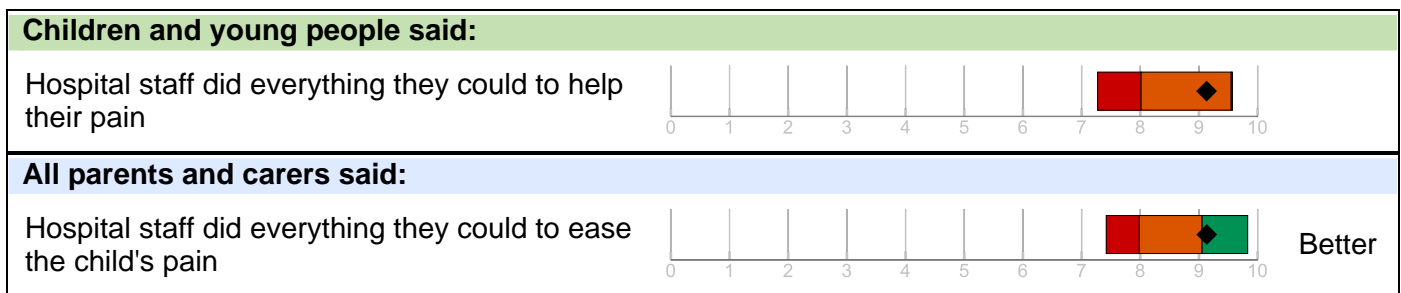 Children and young people said:
Hospital staff did everything they could to help
their pain
0 1 2 3 4 5 6 7 8 9 10
All parents and carers said:
Hospital staff did everything they could to ease
the child's pain
0 1 2 3 4 5 6 7 8 9 10
Better